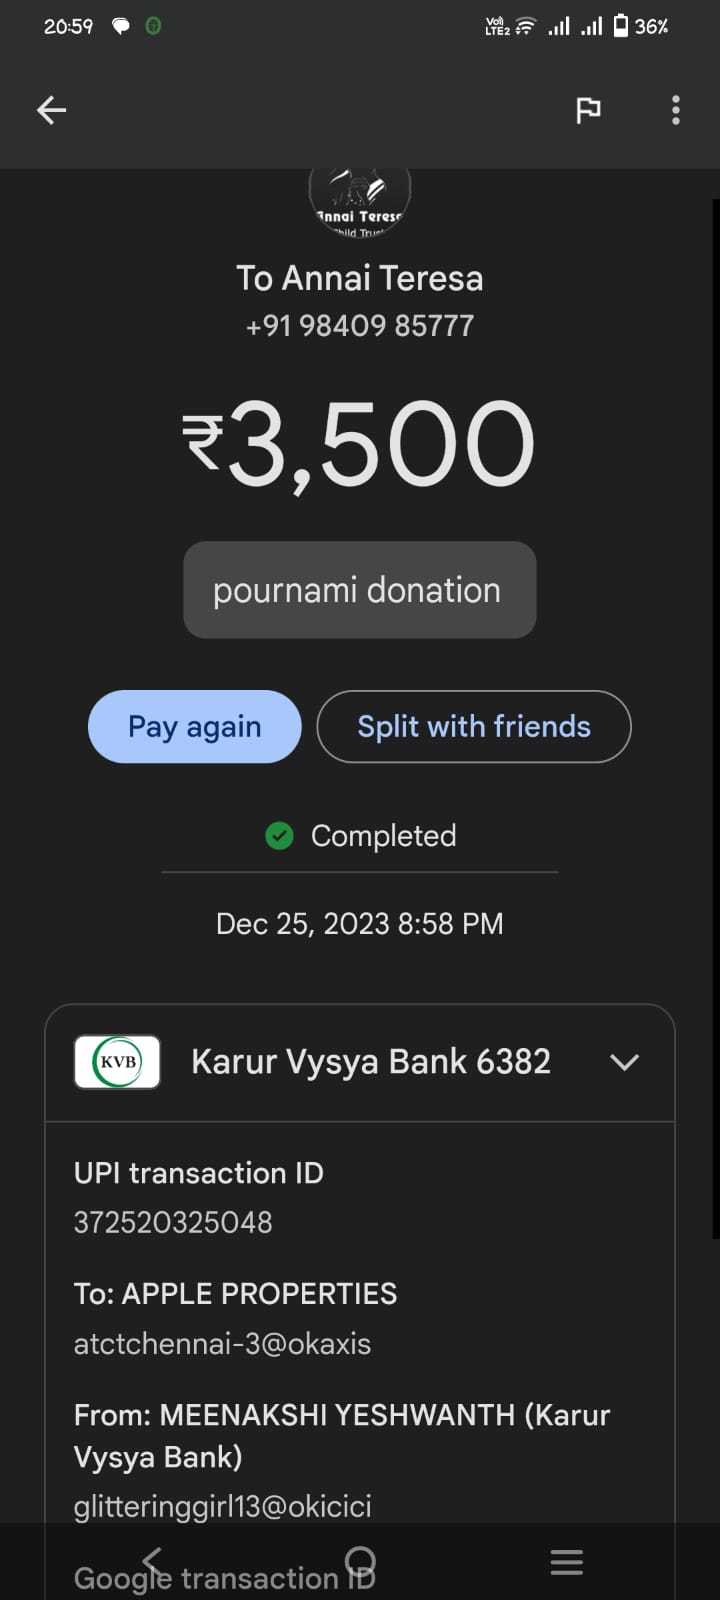 20:59
Vo)) LTE2
36%
Annai Teresa
Child Trust
To Annai Teresa
+91 98409 85777
₹3,500
pournami donation
Pay again
Split with friends
Completed
Dec 25, 2023 8:58 PM
KVB
Karur Vysya Bank 6382
UPI transaction ID
372520325048
To: APPLE PROPERTIES
atctchennai-3@okaxis
From: MEENAKSHI YESHWANTH (Karur
Vysya Bank)
glitteringgirl13@okicici
Google transaction ID